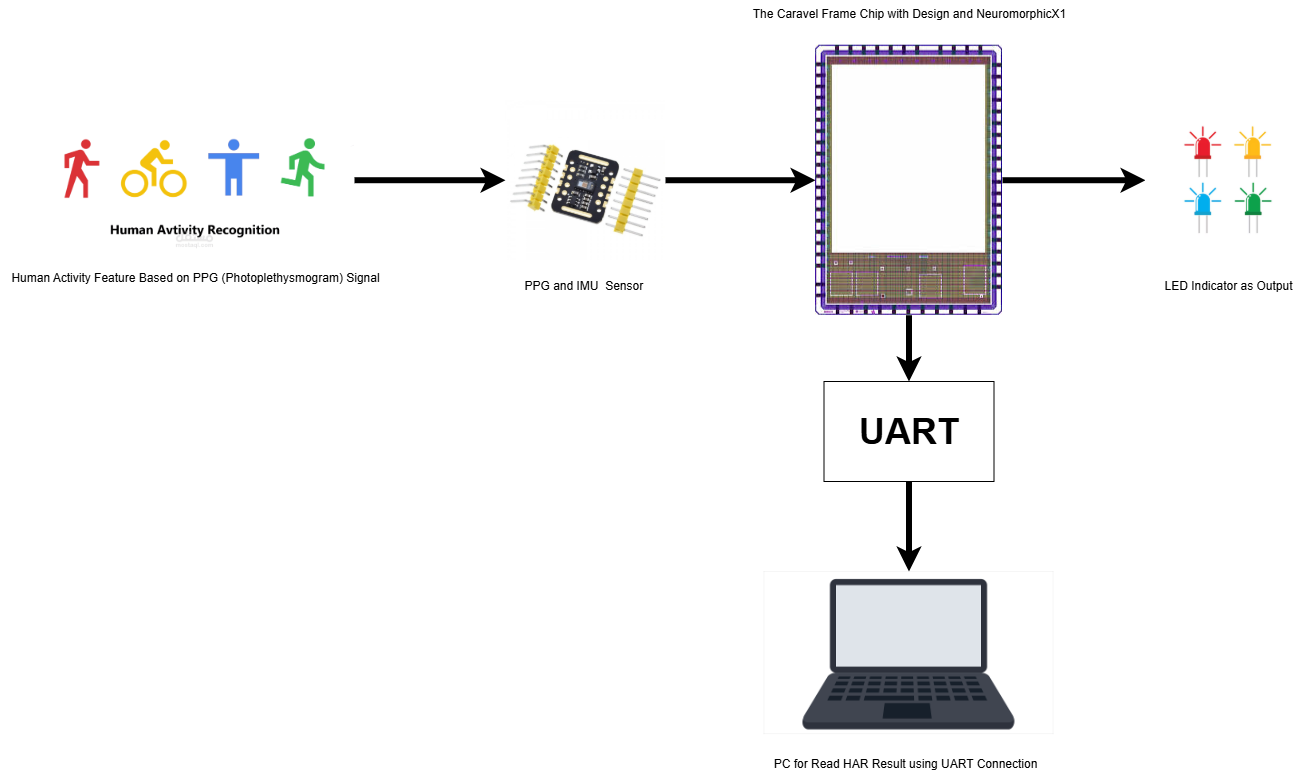 The Caravel Frame Chip with Design and NeuromorphicX1
Human Avtivity Recognition
Human Activity Feature Based on PPG (Photoplethysmogram) Signal
PPG and IMU  Sensor
LED Indicator as Output
UART
PC for Read HAR Result using UART Connection